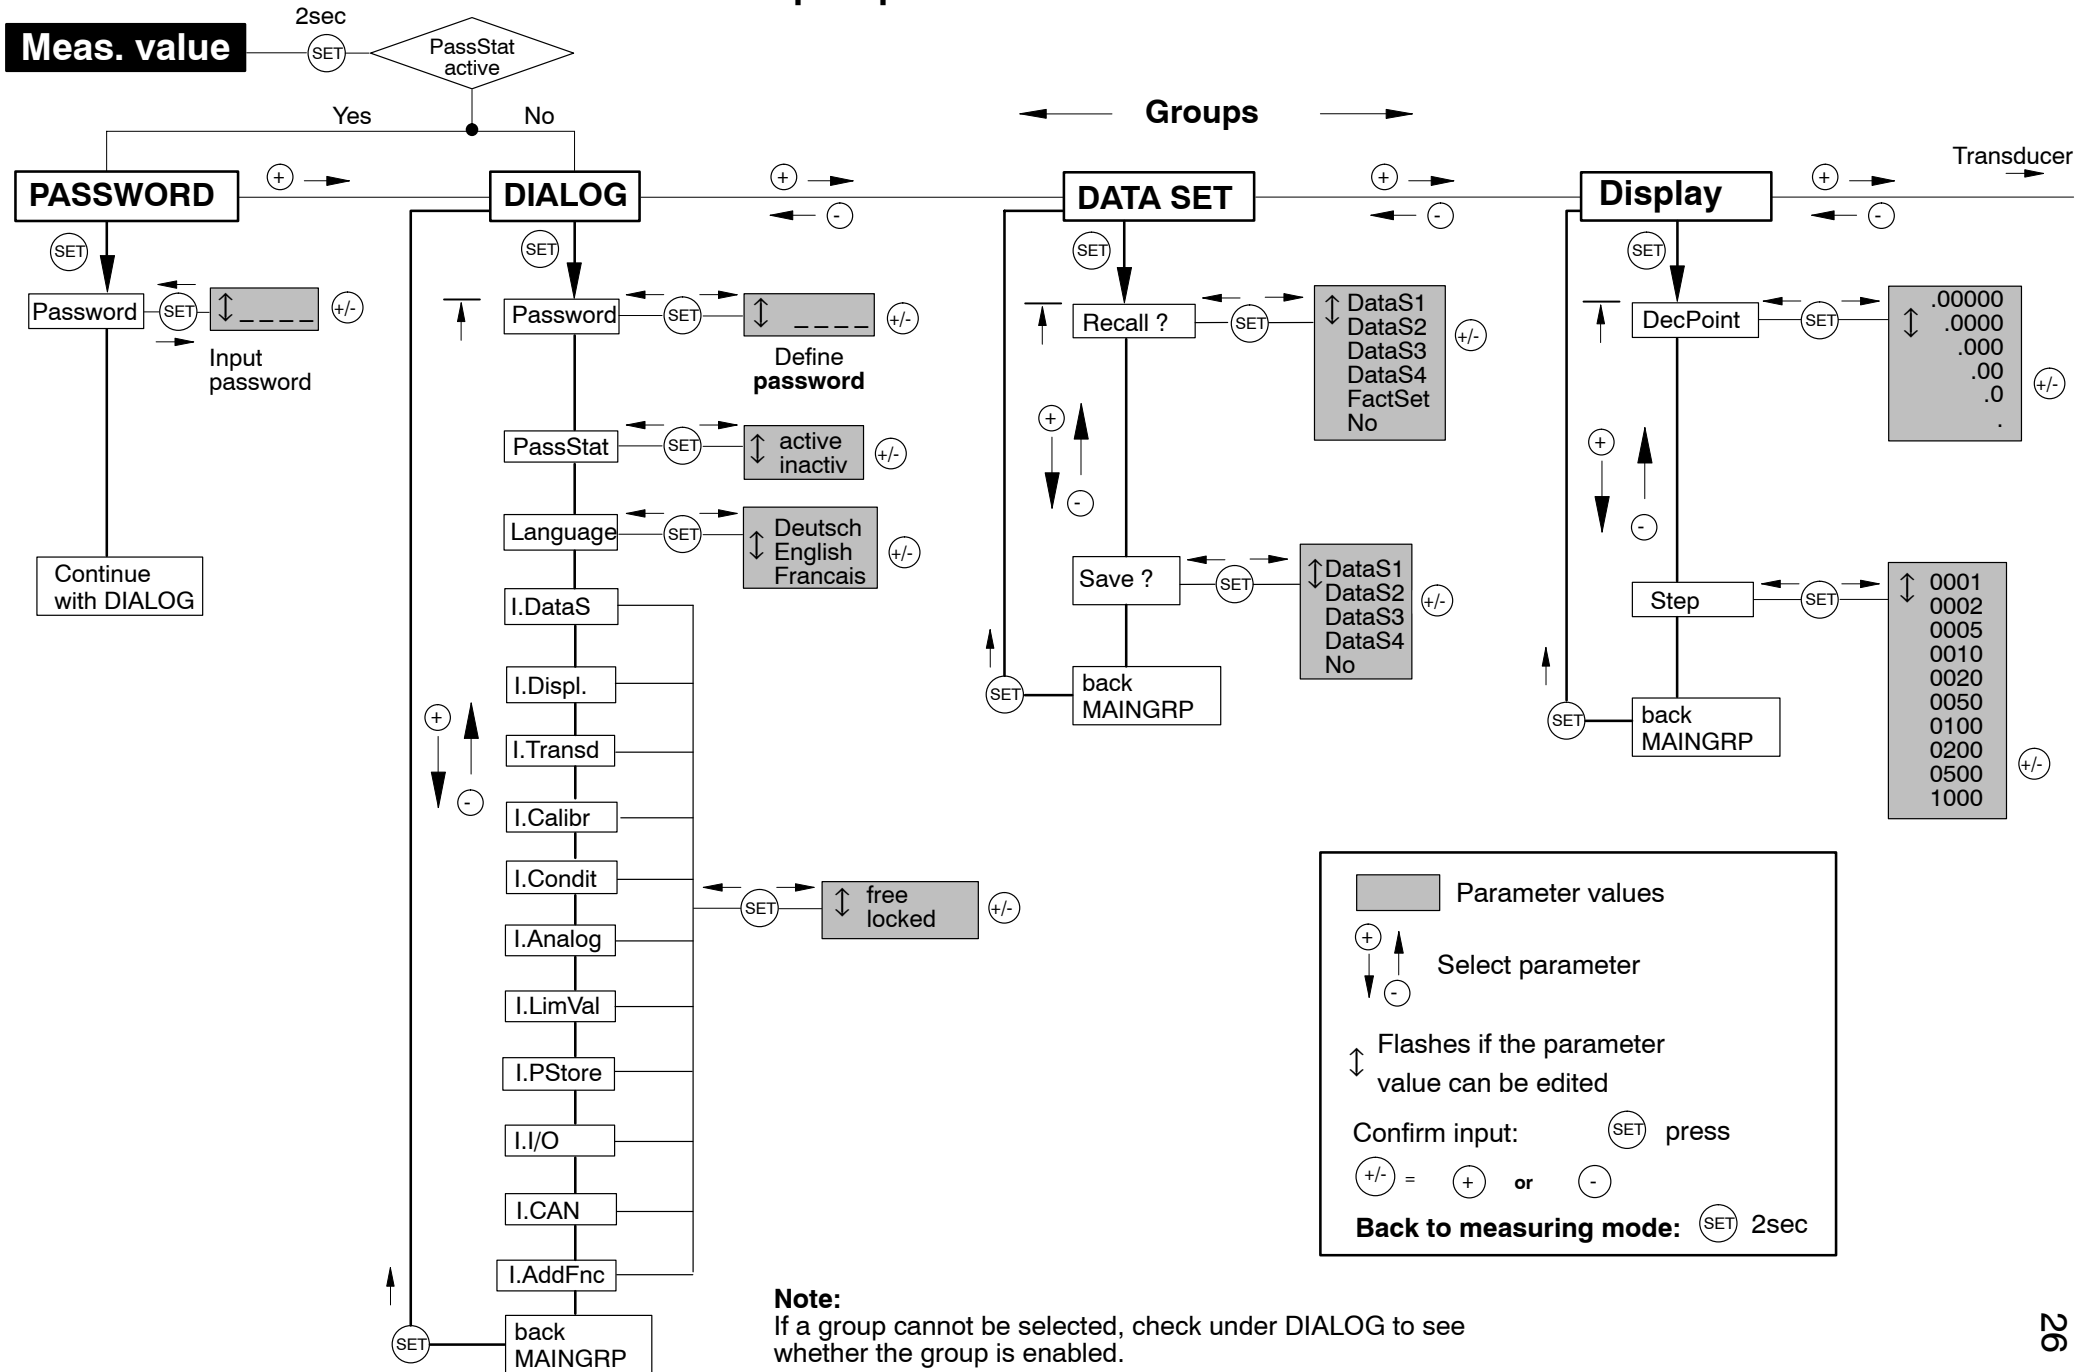 2sec
Meas. value
SET
PassStat
active
Yes
No
Groups
Transducer
PASSWORD
+
DIALOG
+
-
DATA SET
+
-
Display
+
-
SET
Password
SET
_ _ _ _
+/-
Input
password
Continue
with DIALOG
SET
Password
SET
_ _ _ _
+/-
Define
password
PassStat
SET
active
inactiv
+/-
Language
SET
Deutsch
English
Francais
+/-
I.DataS
I.Displ.
I.Transd
I.Calibr
I.Condit
I.Analog
I.LimVal
I.PStore
I.I/O
I.CAN
I.AddFnc
+
-
SET
free
locked
+/-
SET
back
MAINGRP
SET
Recall ?
SET
DataS1
DataS2
DataS3
DataS4
FactSet
No
+/-
+
-
Save ?
SET
DataS1
DataS2
DataS3
DataS4
No
+/-
SET
back
MAINGRP
SET
DecPoint
SET
.00000
.0000
.000
.00
.0
.
+/-
+
-
Step
SET
0001
0002
0005
0010
0020
0050
0100
0200
0500
1000
+/-
SET
back
MAINGRP
Parameter values
+
-
Select parameter
Flashes if the parameter
value can be edited
Confirm input: SET press
+/- = + or -
Back to measuring mode: SET 2sec
Note:
If a group cannot be selected, check under DIALOG to see
whether the group is enabled.
26